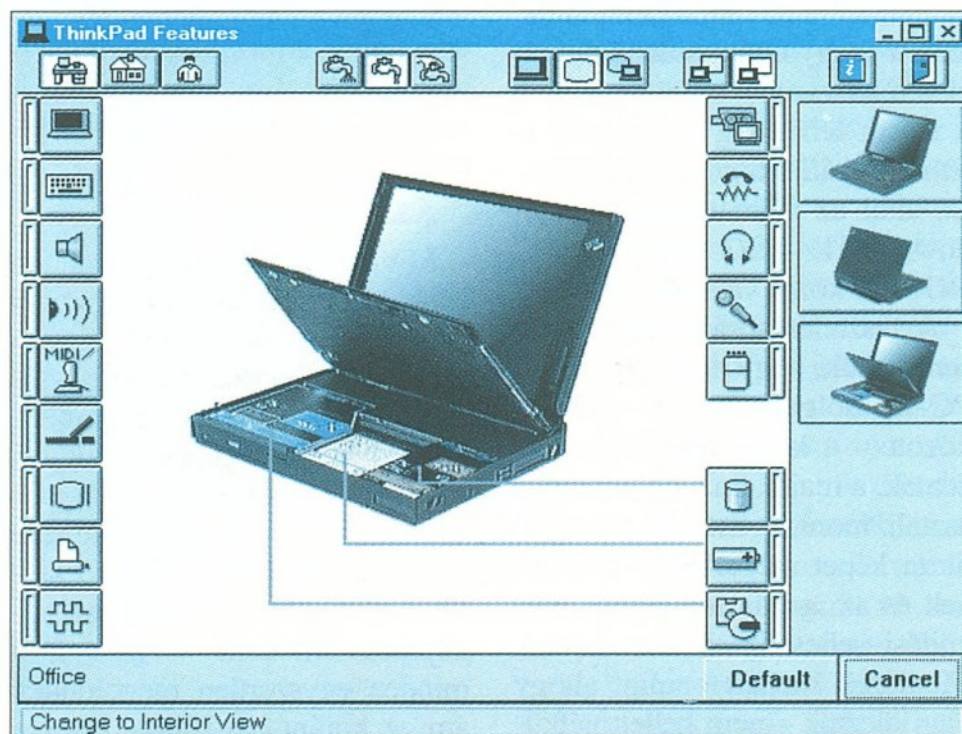 ThinkPad Features
i
MIDI/
Office
Default
Cancel
Change to Interior View